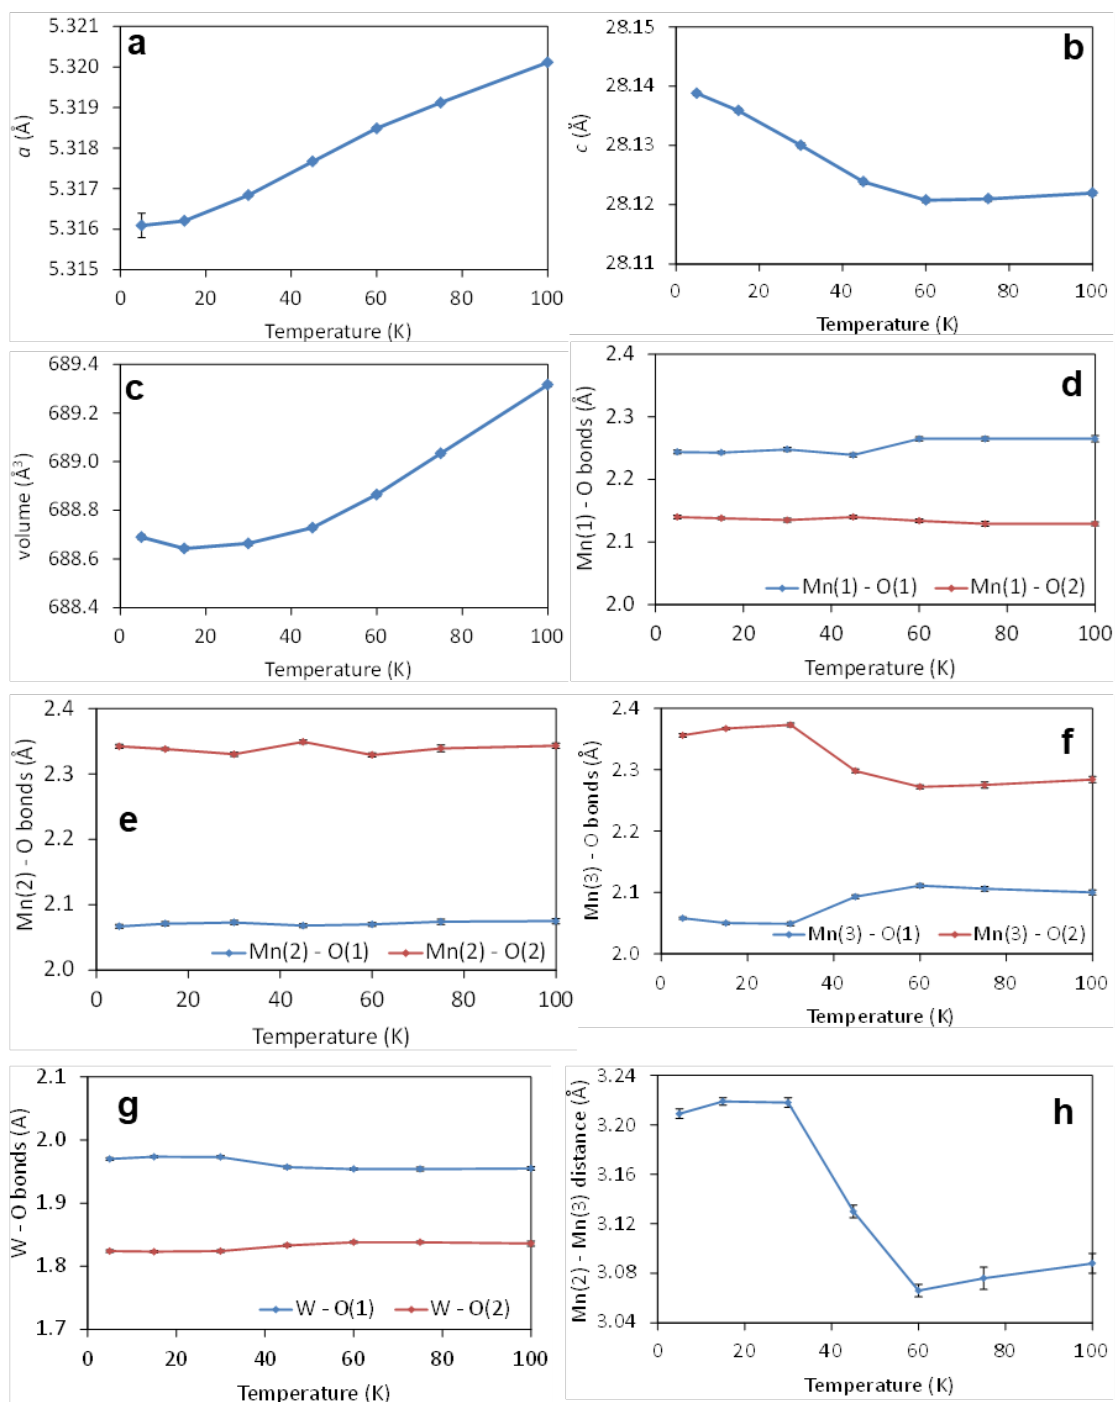 a
a (Å)
5.321
5.320
5.319
5.318
5.317
5.316
5.315
0 20 40 60 80 100
Temperature (K)
b
c (Å)
28.15
28.14
28.13
28.12
28.11
0 20 40 60 80 100
Temperature (K)
c
volume (Å³)
689.4
689.2
689.0
688.8
688.6
688.4
0 20 40 60 80 100
Temperature (K)
d
Mn(1) - O bonds (Å)
2.4
2.3
2.2
2.1
2.0
Mn(1) - O(1) Mn(1) - O(2)
0 20 40 60 80 100
Temperature (K)
e
Mn(2) - O bonds (Å)
2.4
2.3
2.2
2.1
2.0
Mn(2) - O(1) Mn(2) - O(2)
0 20 40 60 80 100
Temperature (K)
f
Mn(3) - O bonds (Å)
2.4
2.3
2.2
2.1
2.0
Mn(3) - O(1) Mn(3) - O(2)
0 20 40 60 80 100
Temperature (K)
g
W - O bonds (Å)
2.1
2.0
1.9
1.8
1.7
W - O(1) W - O(2)
0 20 40 60 80 100
Temperature (K)
h
Mn(2) - Mn(3) distance (Å)
3.24
3.20
3.16
3.12
3.08
3.04
0 20 40 60 80 100
Temperature (K)